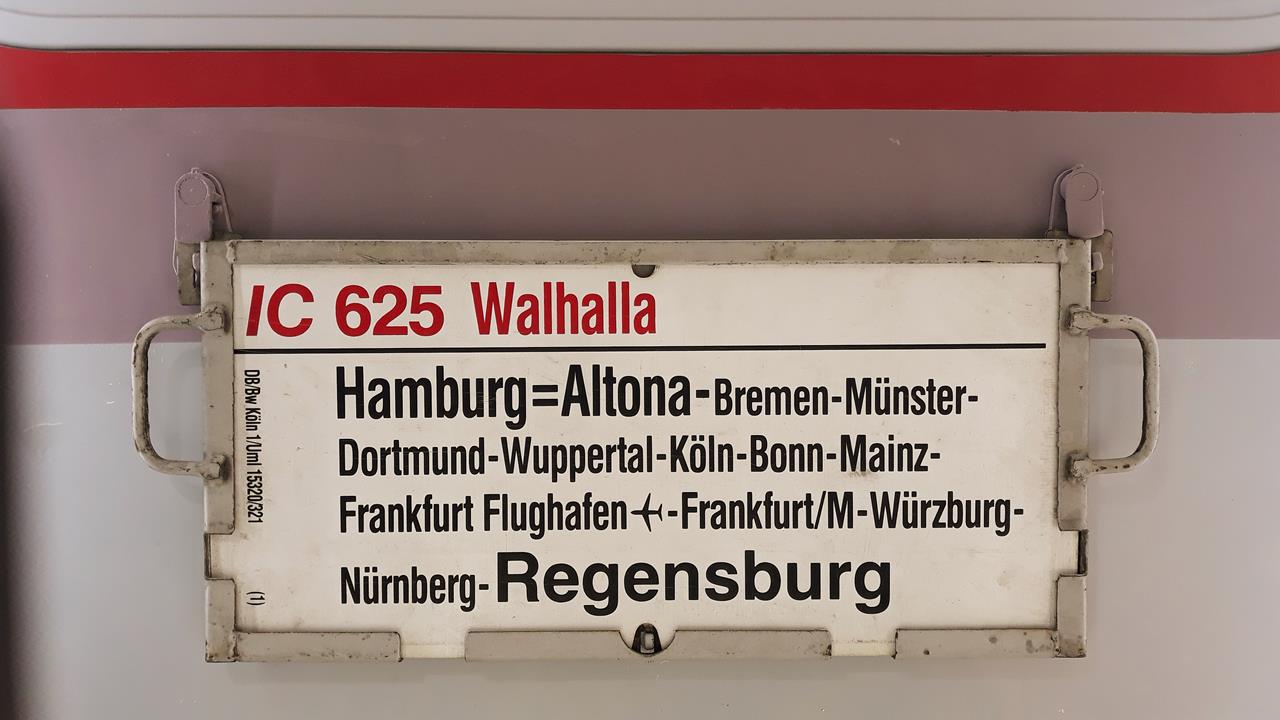 IC 625 Walhalla
Hamburg=Altona-Bremen-Münster-
Dortmund-Wuppertal-Köln-Bonn-Mainz-
Frankfurt Flughafen✈-Frankfurt/M-Würzburg-
Nürnberg-Regensburg
DB/Bw Köln 1/Uml 15320/321 (1)